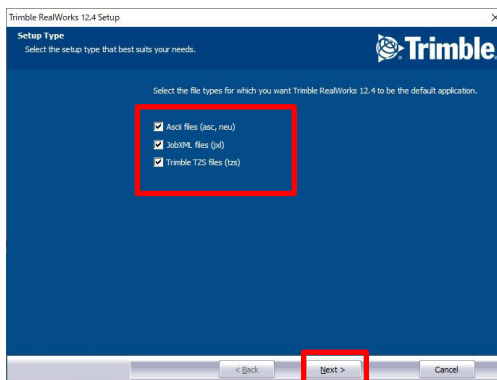 Trimble RealWorks 12.4 Setup
Setup Type
Select the setup type that best suits your needs.
Trimble.
Select the file types for which you want Trimble RealWorks 12.4 to be the default application.
Ascii files (asc, neu)
JobXML files (jxl)
Trimble TZS files (tzs)
< Back
Next >
Cancel